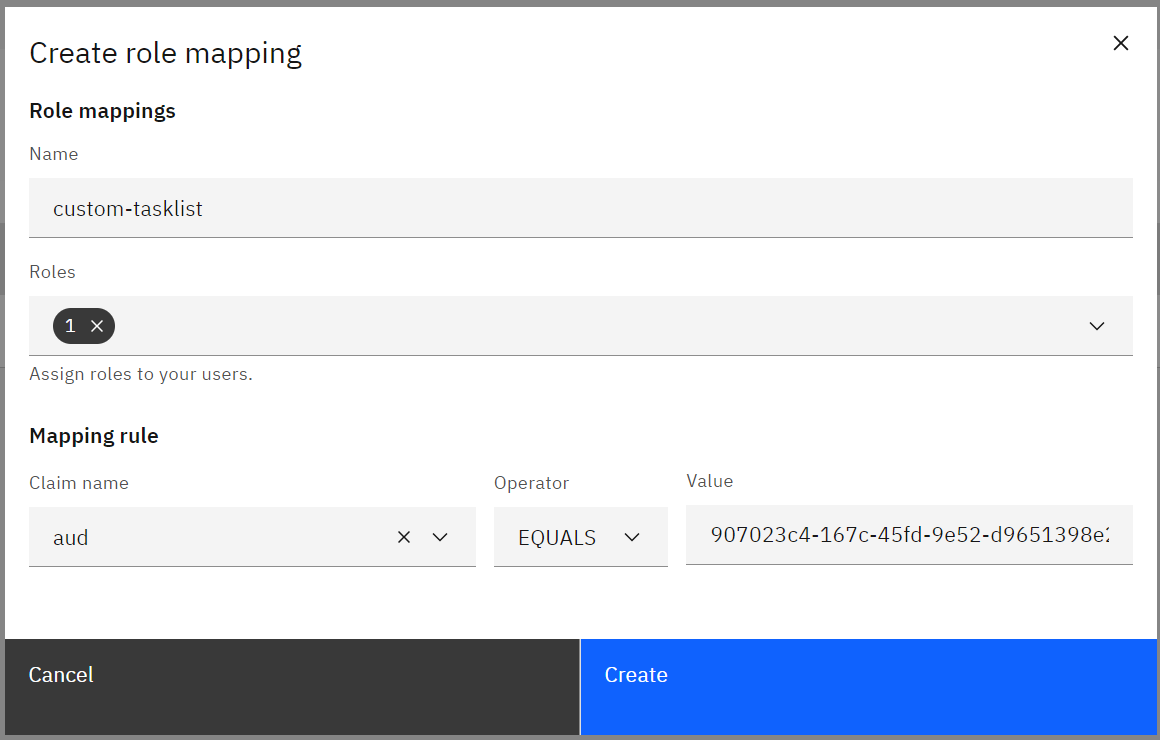 Create role mapping
Role mappings
Name
custom-tasklist
Roles
1
Assign roles to your users.
Mapping rule
Claim name
Operator
Value
aud
EQUALS
907023c4-167c-45fd-9e52-d9651398e
Cancel
Create